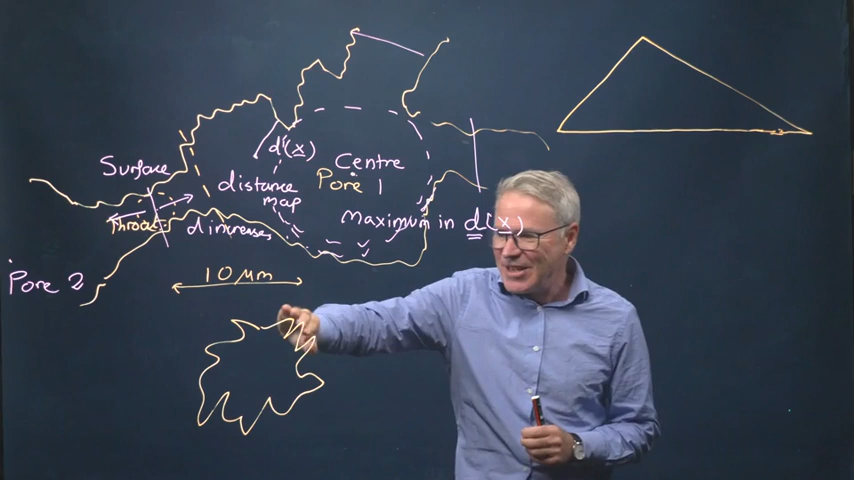 d(x)
Surface
Centre
Pore 1
distance
map
maximum in d(x)
Throat
d increases
Pore 2
10 μm